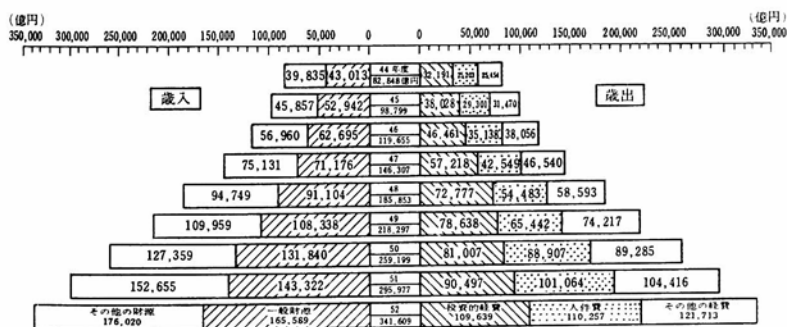 (億円) (億円)
350,000 300,000 250,000 200,000 150,000 100,000 50,000 0 0 50,000 100,000 150,000 200,000 250,000 300,000 350,000
39,835 43,013 44年度 82,848億円 32,191
歳入 歳出
45,857 52,942 45 98,799 38,028 29,300 31,470
56,960 62,695 46 119,655 46,461 35,138 38,056
75,131 71,176 47 146,307 57,218 42,549 46,540
94,749 91,104 48 185,853 72,777 54,483 58,593
109,959 108,338 49 218,297 78,638 65,442 74,217
127,359 131,840 50 259,199 81,007 88,907 89,285
152,655 143,322 51 295,977 90,497 101,064 104,416
その他の財源 一般財源 52 投資的経費 人件費 その他の経費
176,020 165,589 341,609 109,639 110,257 121,713